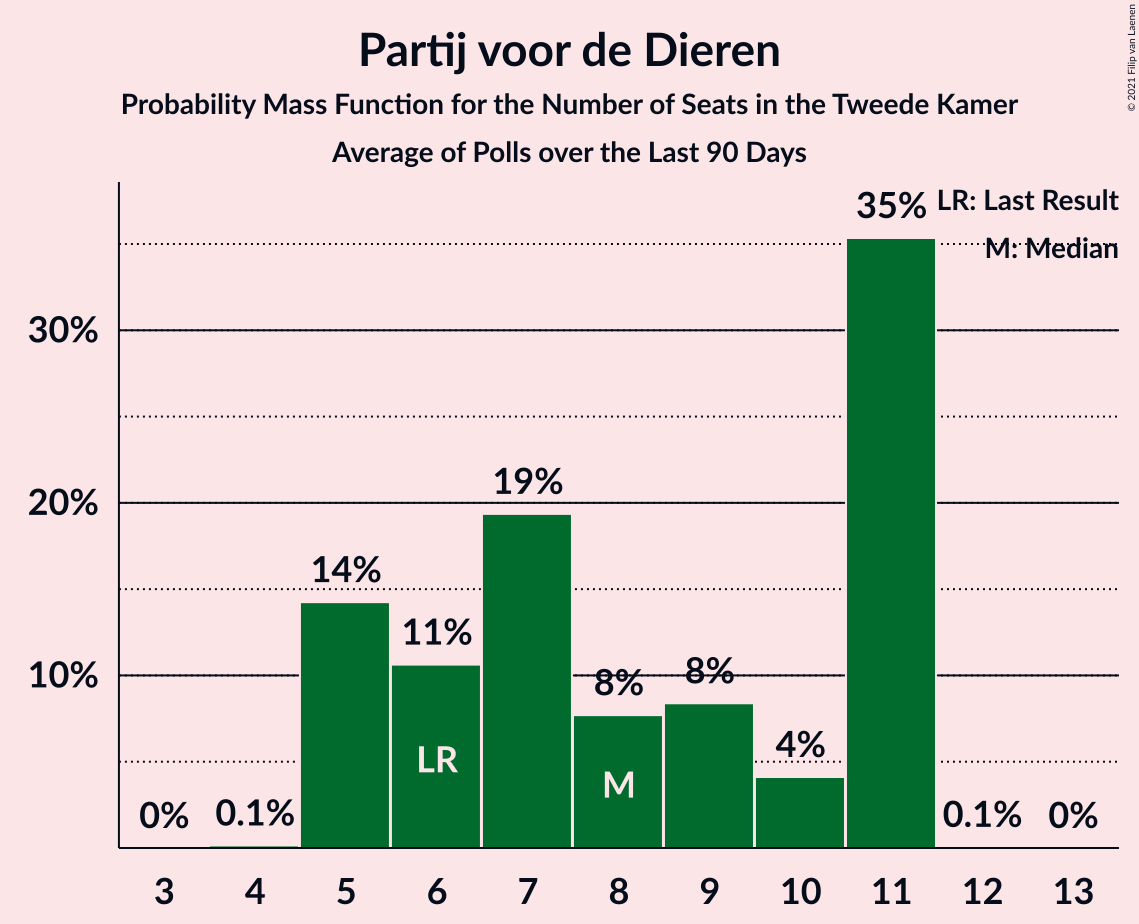 Partij voor de Dieren
Probability Mass Function for the Number of Seats in the Tweede Kamer
Average of Polls over the Last 90 Days
© 2021 Filip van Laenen
LR: Last Result
M: Median
30%
20%
10%
0%
0.1%
14%
11%
19%
8%
8%
4%
35%
0.1%
0%
LR
M
3 4 5 6 7 8 9 10 11 12 13